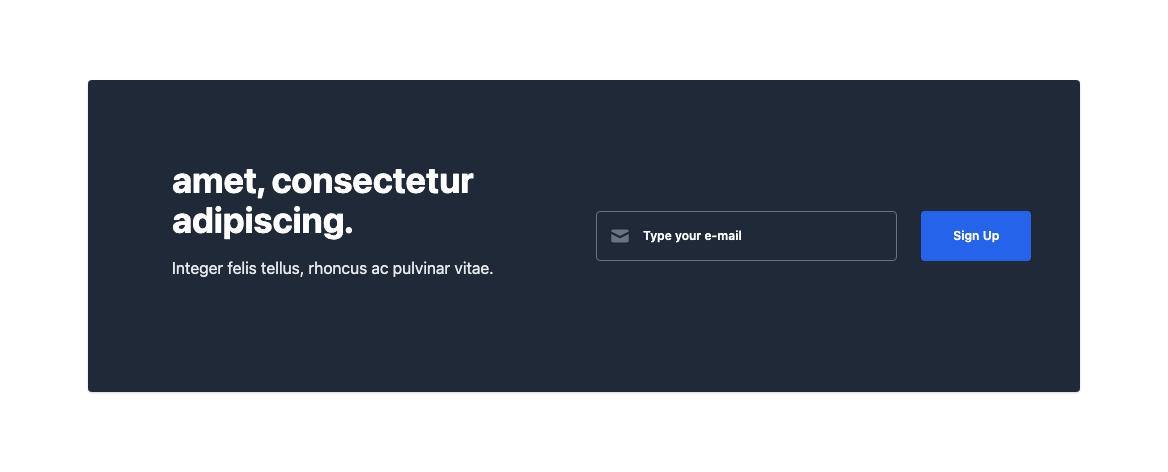 amet, consectetur
adipiscing.
Integer felis tellus, rhoncus ac pulvinar vitae.
Type your e-mail
Sign Up